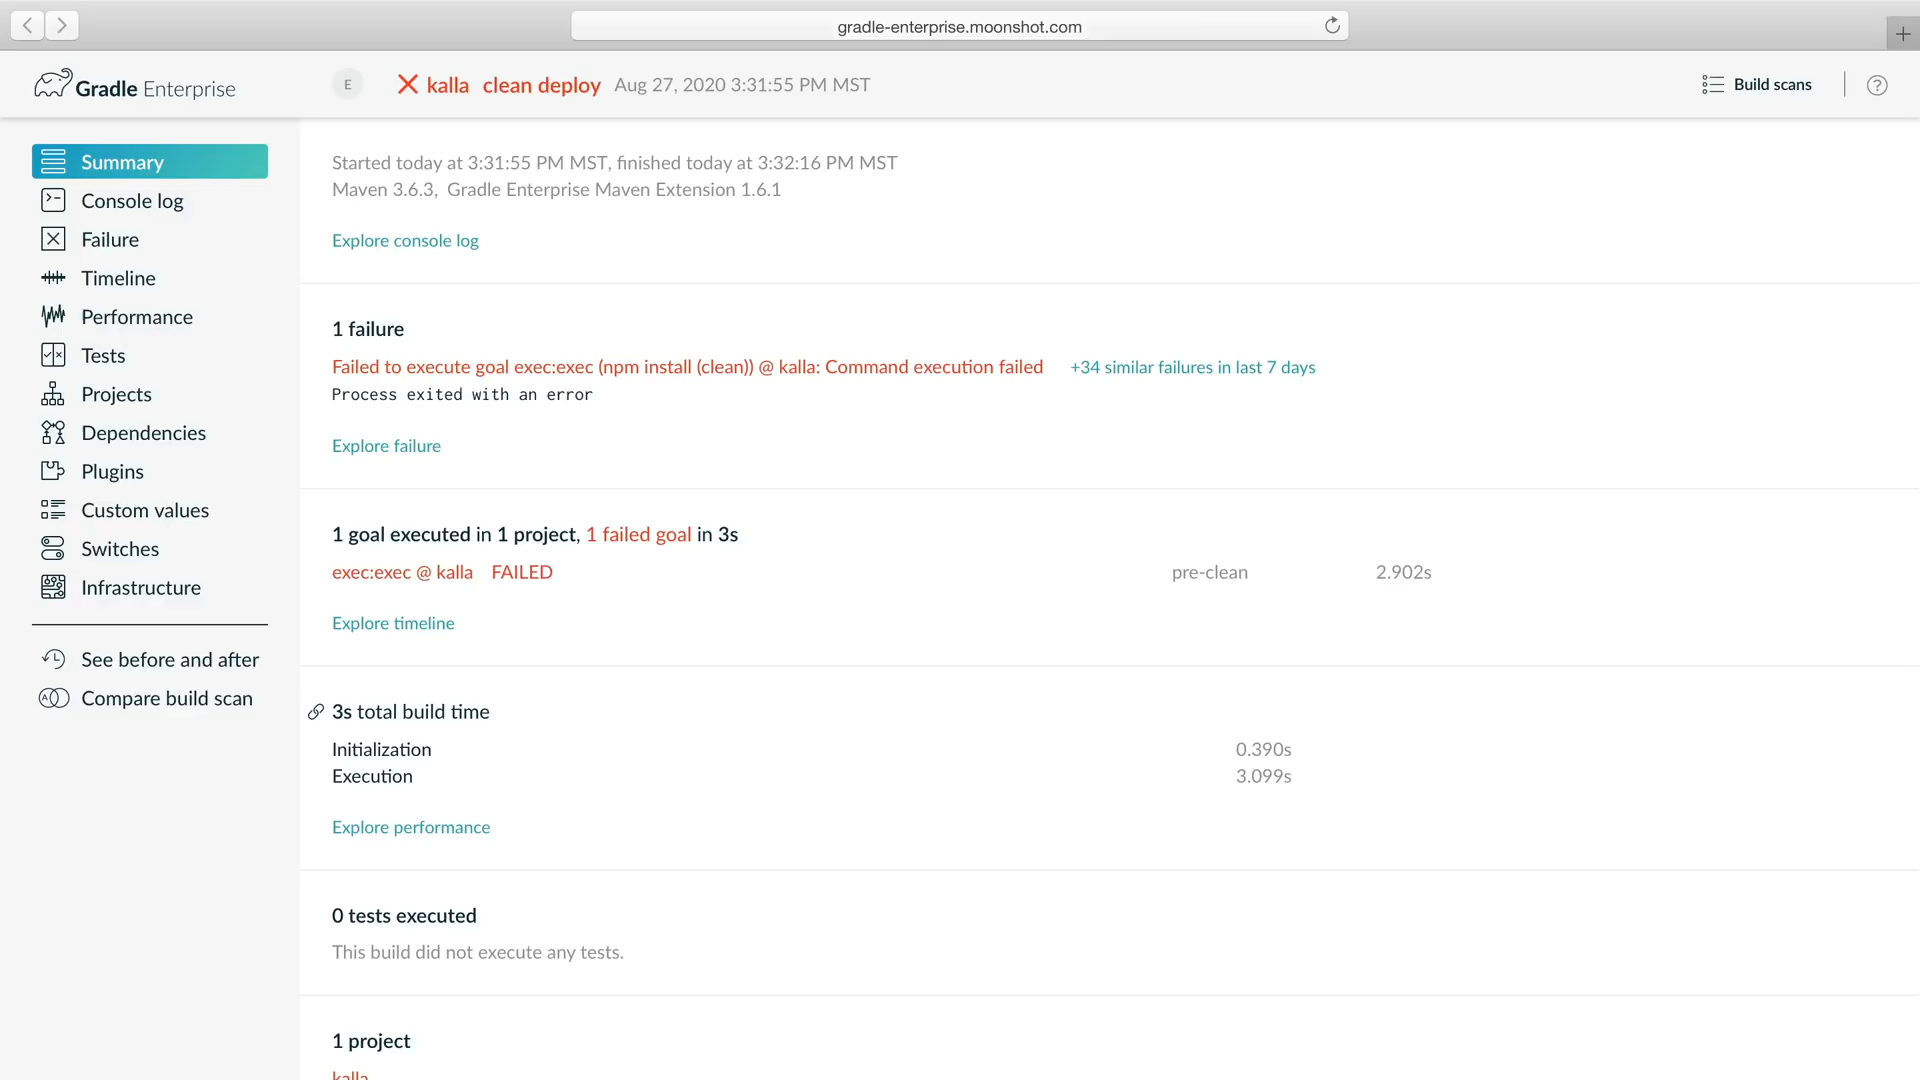 gradle-enterprise.moonshot.com
Gradle Enterprise
E
kalla clean deploy Aug 27, 2020 3:31:55 PM MST
Build scans
?
Summary
Console log
Failure
Timeline
Performance
Tests
Projects
Dependencies
Plugins
Custom values
Switches
Infrastructure
See before and after
Compare build scan
Started today at 3:31:55 PM MST, finished today at 3:32:16 PM MST
Maven 3.6.3, Gradle Enterprise Maven Extension 1.6.1
Explore console log
1 failure
Failed to execute goal exec:exec (npm install (clean)) @ kalla: Command execution failed +34 similar failures in last 7 days
Process exited with an error
Explore failure
1 goal executed in 1 project, 1 failed goal in 3s
exec:exec @ kalla FAILED pre-clean 2.902s
Explore timeline
3s total build time
Initialization 0.390s
Execution 3.099s
Explore performance
0 tests executed
This build did not execute any tests.
1 project
kalla